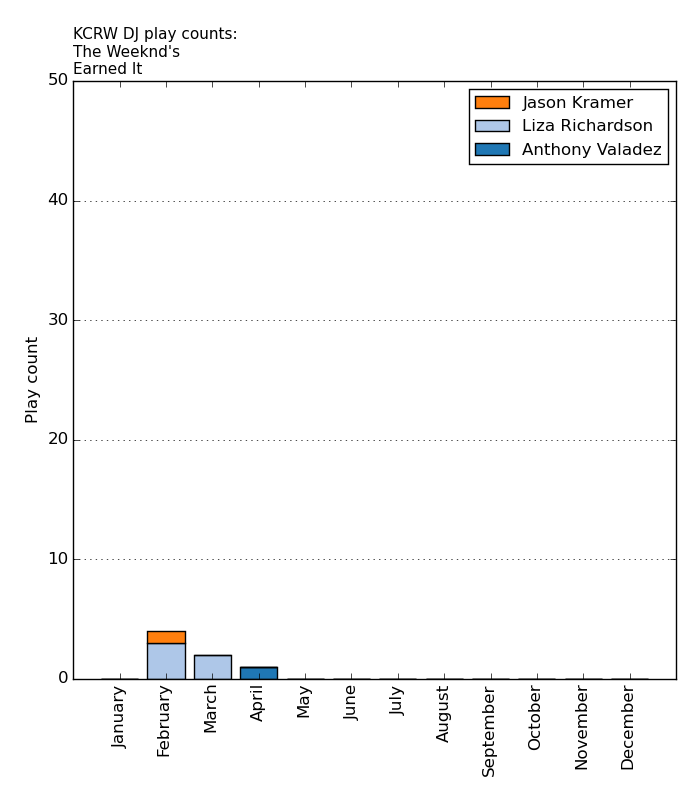 KCRW DJ play counts:
The Weeknd's
Earned It
50
40
30
20
10
0
Play count
Jason Kramer
Liza Richardson
Anthony Valadez
January
February
March
April
May
June
July
August
September
October
November
December